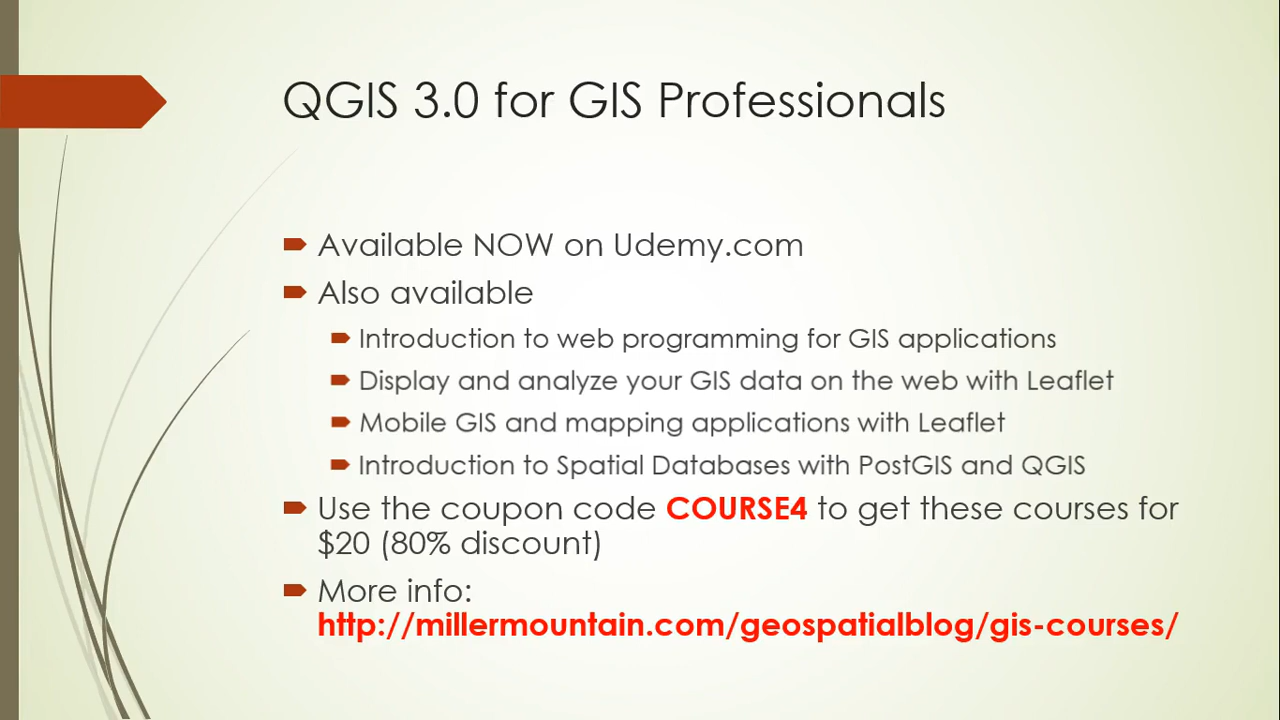 QGIS 3.0 for GIS Professionals
Available NOW on Udemy.com
Also available
Introduction to web programming for GIS applications
Display and analyze your GIS data on the web with Leaflet
Mobile GIS and mapping applications with Leaflet
Introduction to Spatial Databases with PostGIS and QGIS
Use the coupon code COURSE4 to get these courses for
$20 (80% discount)
More info:
http://millermountain.com/geospatialblog/gis-courses/